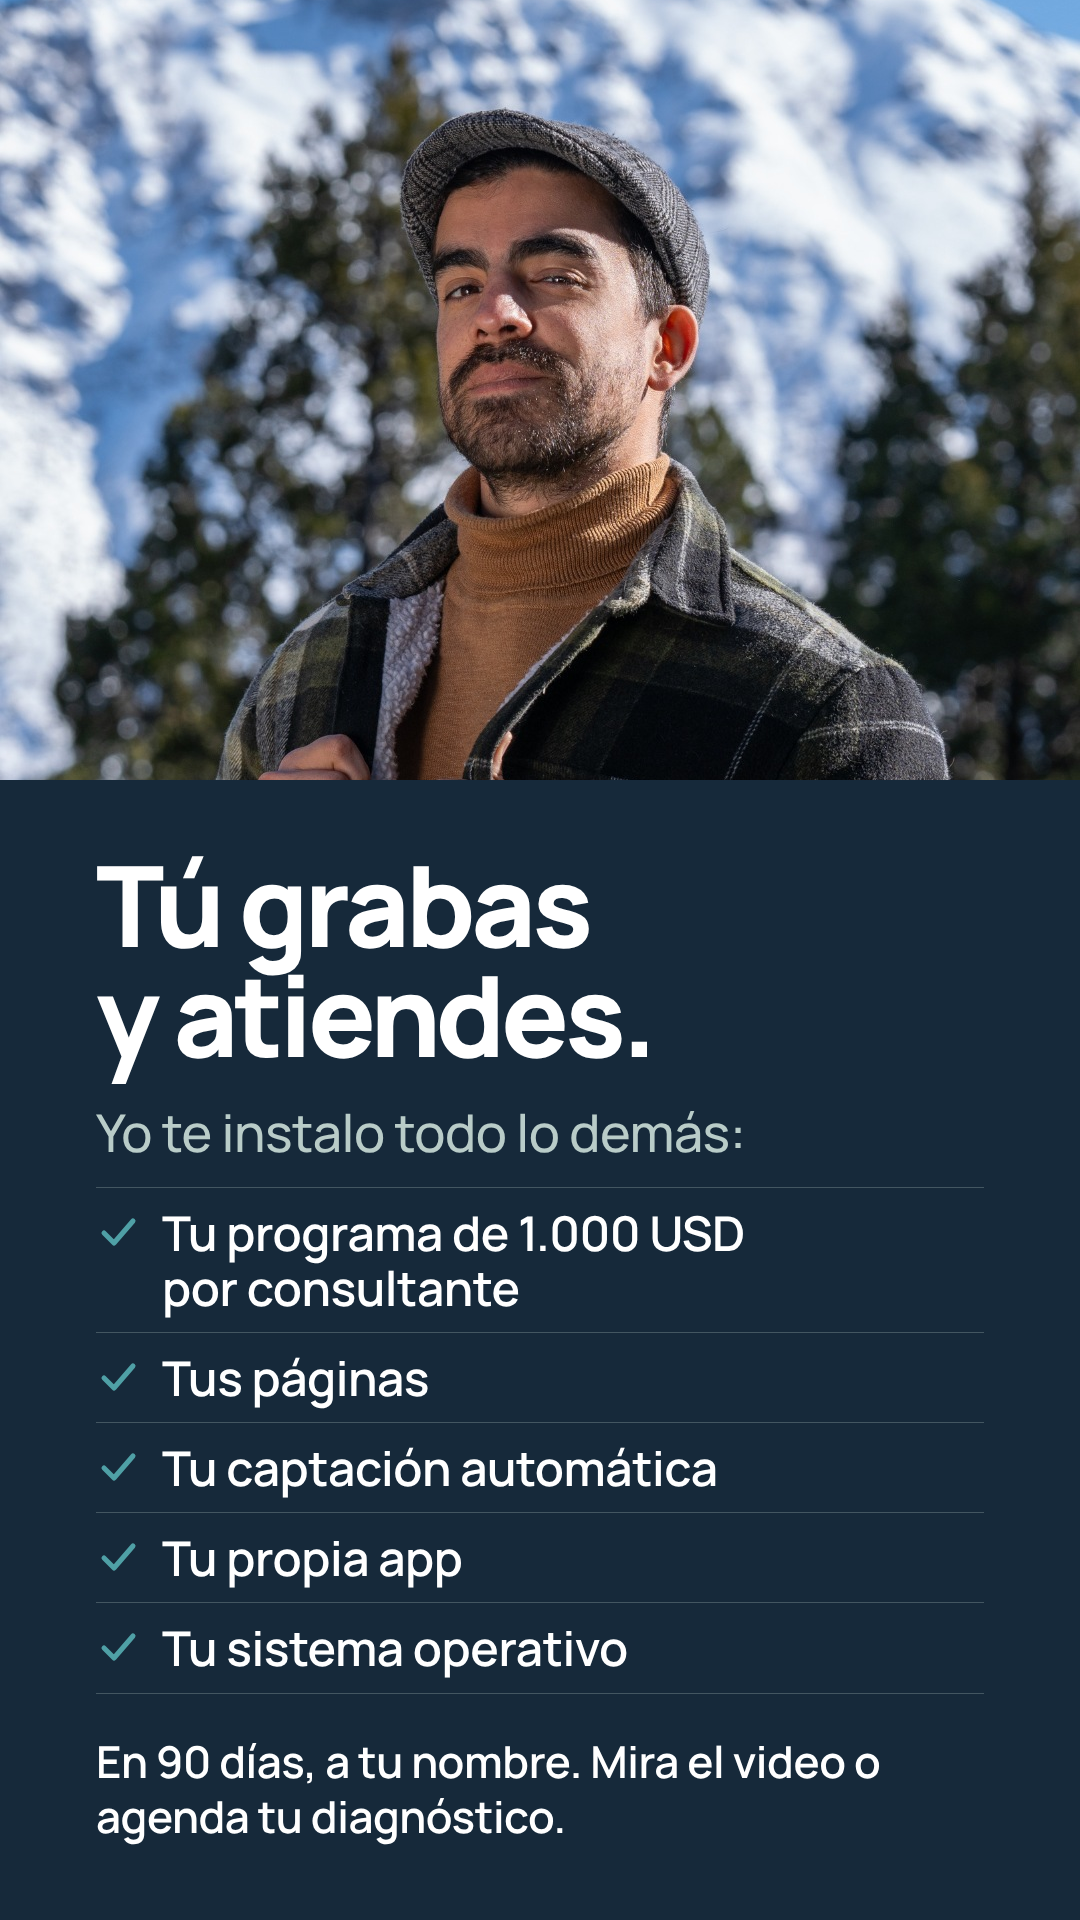 Tú grabas
y atiendes.
Yo te instalo todo lo demás:
Tu programa de 1.000 USD
por consultante
Tus páginas
Tu captación automática
Tu propia app
Tu sistema operativo
En 90 días, a tu nombre. Mira el video o
agenda tu diagnóstico.